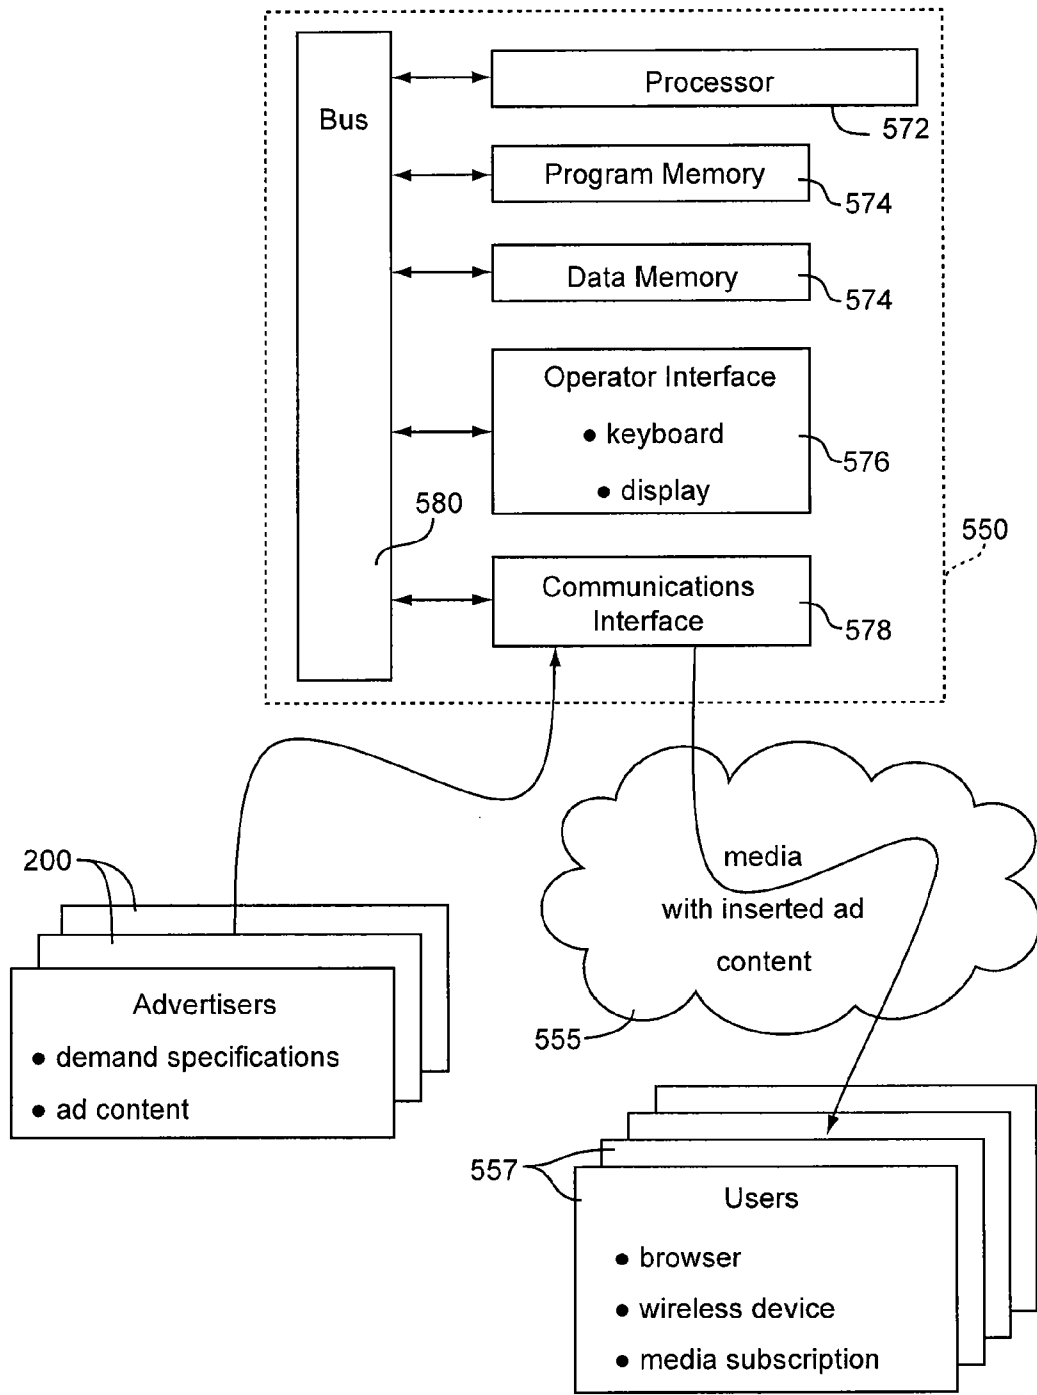 Bus
Processor
572
Program Memory
574
Data Memory
574
Operator Interface
● keyboard
● display
576
580
550
Communications
Interface
578
200
Advertisers
● demand specifications
● ad content
media
with inserted ad
content
555
557
Users
● browser
● wireless device
● media subscription